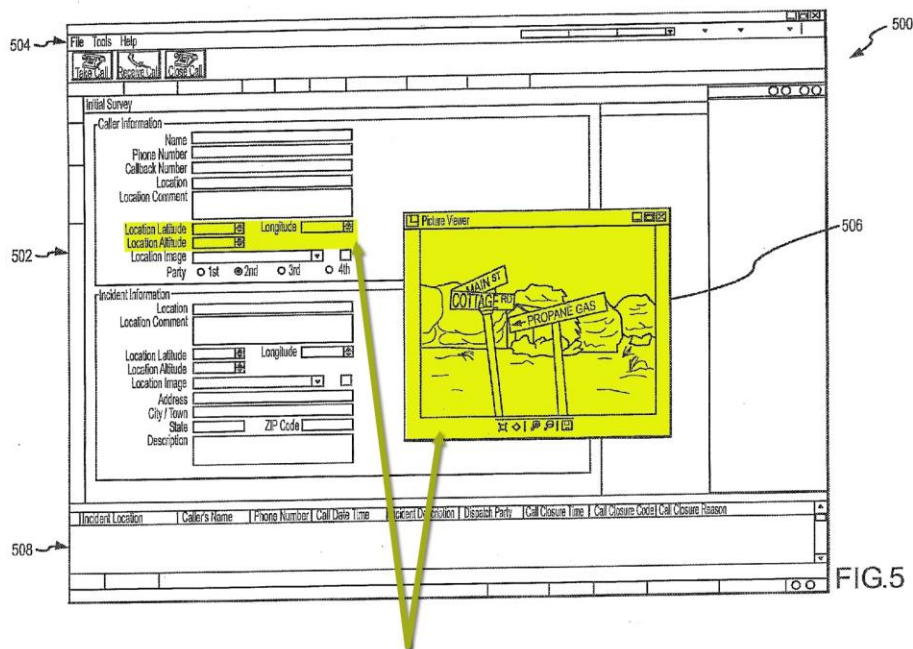 500
504
File Tools Help
Take Call Receive Call Close Call
Initial Survey
Caller Information
Name
Phone Number
Callback Number
Location
Location Comment
Location Latitude Longitude
Location Altitude
Location Image
Party 1st 2nd 3rd 4th
502
Picture Viewer
506
MAIN ST
COTTAGE RD
PROPANE GAS
Incident Information
Location
Location Comment
Location Latitude Longitude
Location Altitude
Location Image
Address
City / Town
State ZIP Code
Description
Incident Location Caller's Name Phone Number Call Date Time Incident Description Dispatch Party Call Closure Time Call Closure Code Call Closure Reason
508
FIG.5